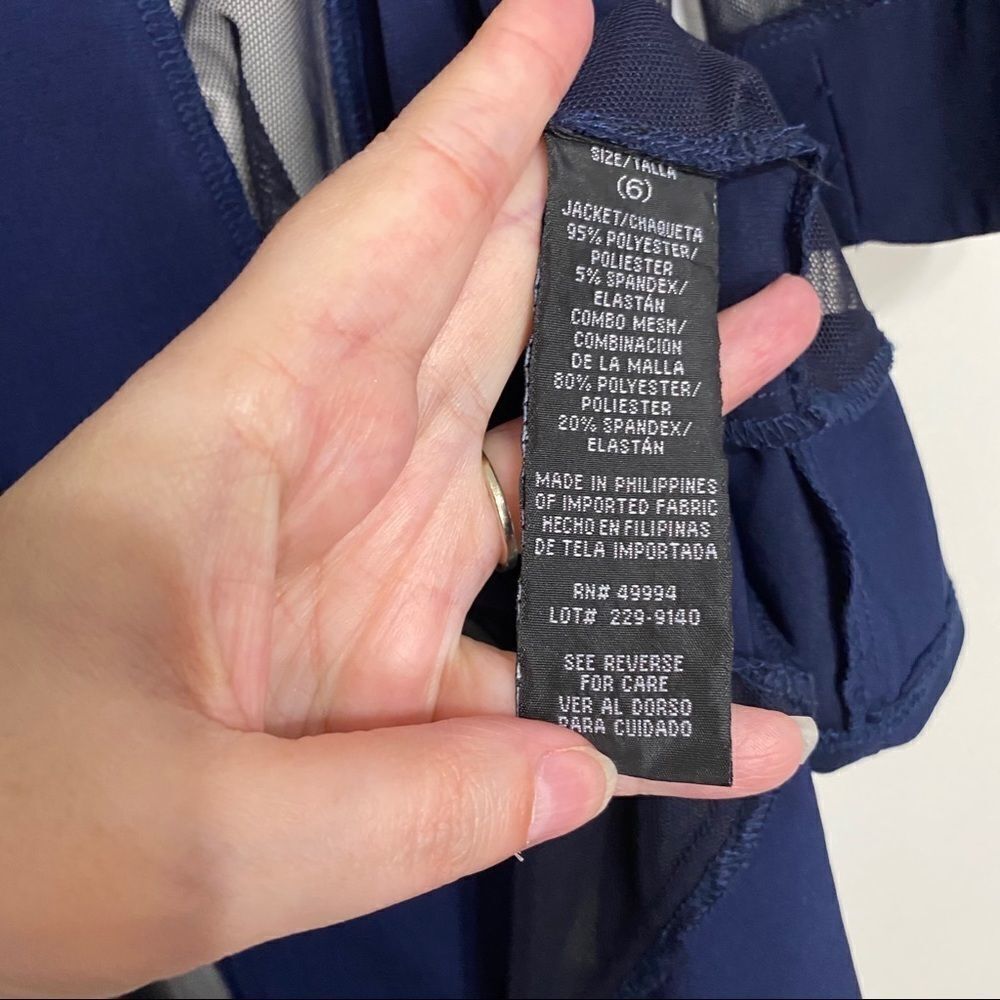 SIZE/TALLA
(6)
JACKET/CHAQUETA
95% POLYESTER/
POLIESTER
5% SPANDEX/
ELASTÁN
COMBO MESH/
COMBINACION
DE LA MALLA
80% POLYESTER/
POLIESTER
20% SPANDEX/
ELASTÁN
MADE IN PHILIPPINES
OF IMPORTED FABRIC
HECHO EN FILIPINAS
DE TELA IMPORTADA
RN# 49994
LOT# 229-9140
SEE REVERSE
FOR CARE
VER AL DORSO
PARA CUIDADO